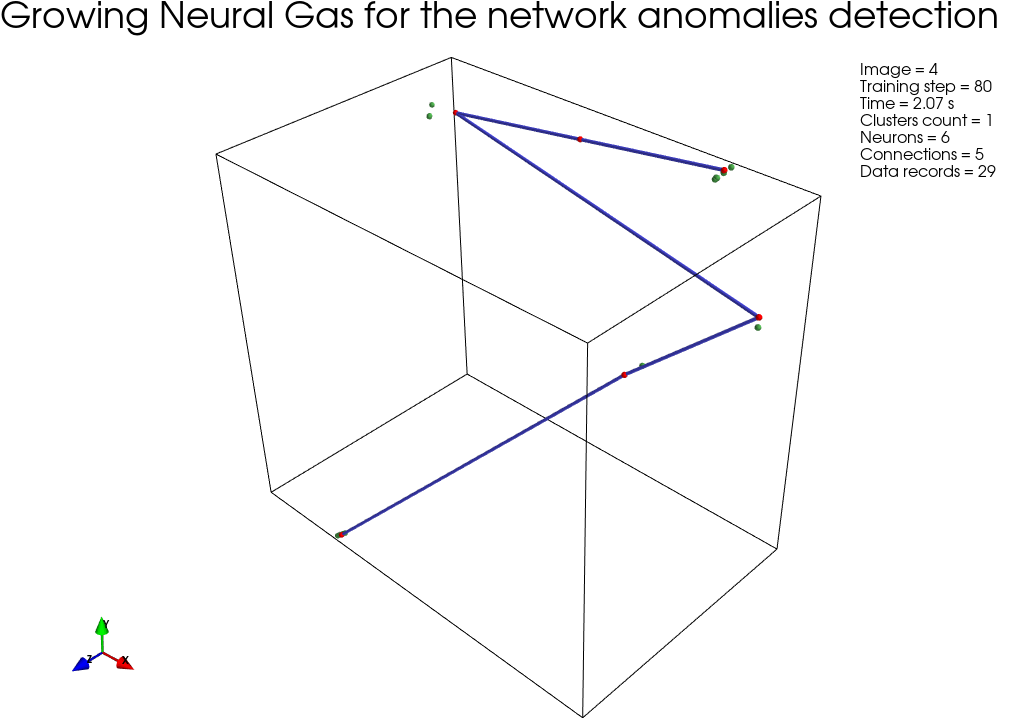 Growing Neural Gas for the network anomalies detection
Image = 4
Training step = 80
Time = 2.07 s
Clusters count = 1
Neurons = 6
Connections = 5
Data records = 29
Y
Z
X